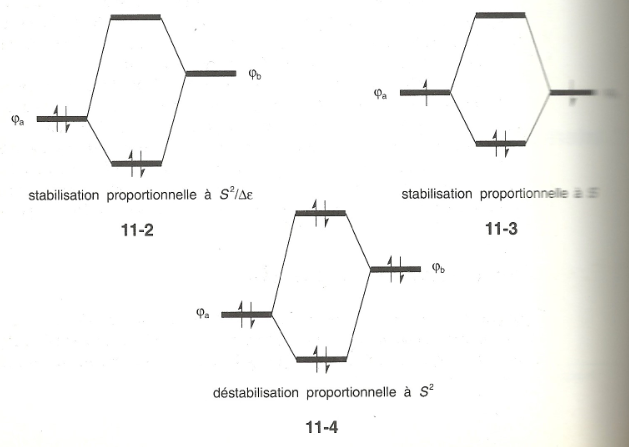 φb
φa
φa
stabilisation proportionnelle à S²/Δε
stabilisation proportionnelle à S
11-2
11-3
φb
φa
déstabilisation proportionnelle à S²
11-4